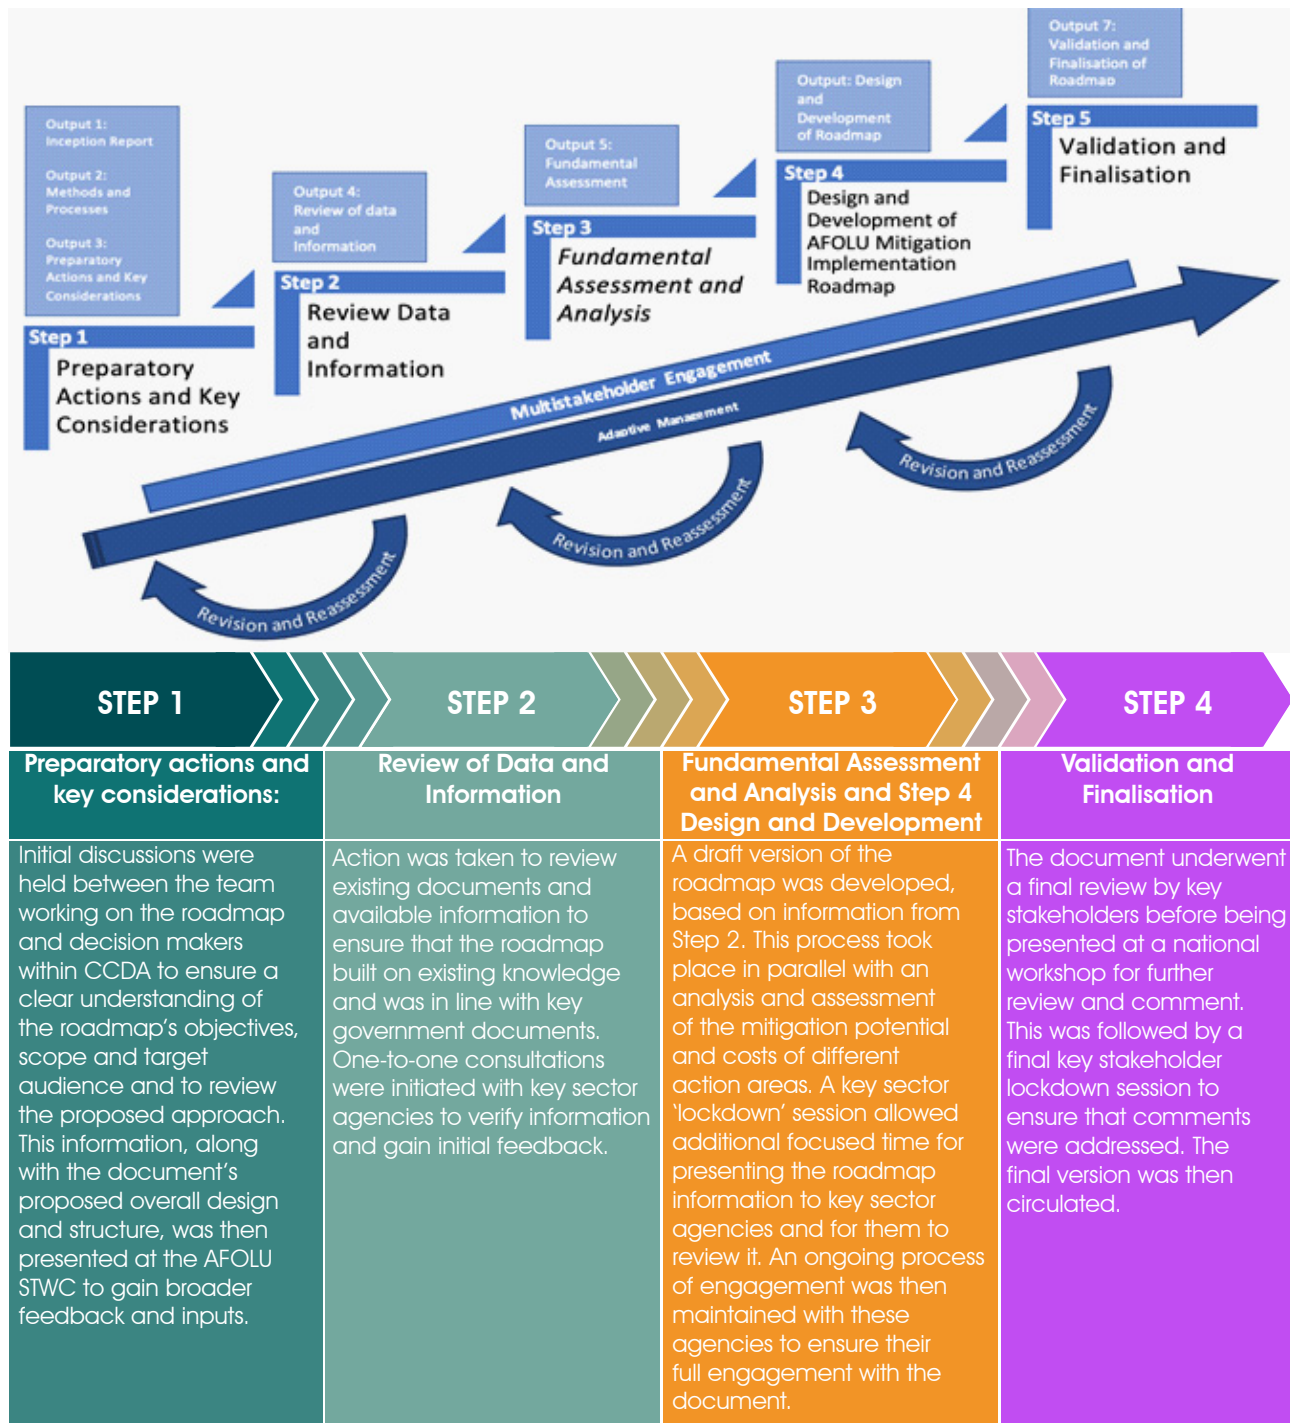 Output 1:
Inception Report
Output 2:
Methods and
Processes
Output 3:
Preparatory
Actions and Key
Considerations
Step 1
Preparatory
Actions and Key
Considerations
Output 4:
Review of data
and
Information
Step 2
Review Data
and
Information
Output 5:
Fundamental
Assessment
Step 3
Fundamental
Assessment and
Analysis
Output: Design
and
Development
of Roadmap
Step 4
Design and
Development of
AFOLU Mitigation
Implementation
Roadmap
Output 7:
Validation and
Finalisation of
Roadmap
Step 5
Validation and
Finalisation
Multistakeholder Engagement
Adaptive Management
Revision and Reassessment
Revision and Reassessment
Revision and Reassessment
STEP 1
Preparatory actions and
key considerations:
Initial discussions were
held between the team
working on the roadmap
and decision makers
within CCDA to ensure a
clear understanding of
the roadmap's objectives,
scope and target
audience and to review
the proposed approach.
This information, along
with the document's
proposed overall design
and structure, was then
presented at the AFOLU
STWC to gain broader
feedback and inputs.
STEP 2
Review of Data and
Information
Action was taken to review
existing documents and
available information to
ensure that the roadmap
built on existing knowledge
and was in line with key
government documents.
One-to-one consultations
were initiated with key sector
agencies to verify information
and gain initial feedback.
STEP 3
Fundamental Assessment
and Analysis and Step 4
Design and Development
A draft version of the
roadmap was developed,
based on information from
Step 2. This process took
place in parallel with an
analysis and assessment
of the mitigation potential
and costs of different
action areas. A key sector
‘lockdown’ session allowed
additional focused time for
presenting the roadmap
information to key sector
agencies and for them to
review it. An ongoing process
of engagement was then
maintained with these
agencies to ensure their
full engagement with the
document.
STEP 4
Validation and
Finalisation
The document underwent
a final review by key
stakeholders before being
presented at a national
workshop for further
review and comment.
This was followed by a
final key stakeholder
lockdown session to
ensure that comments
were addressed. The
final version was then
circulated.